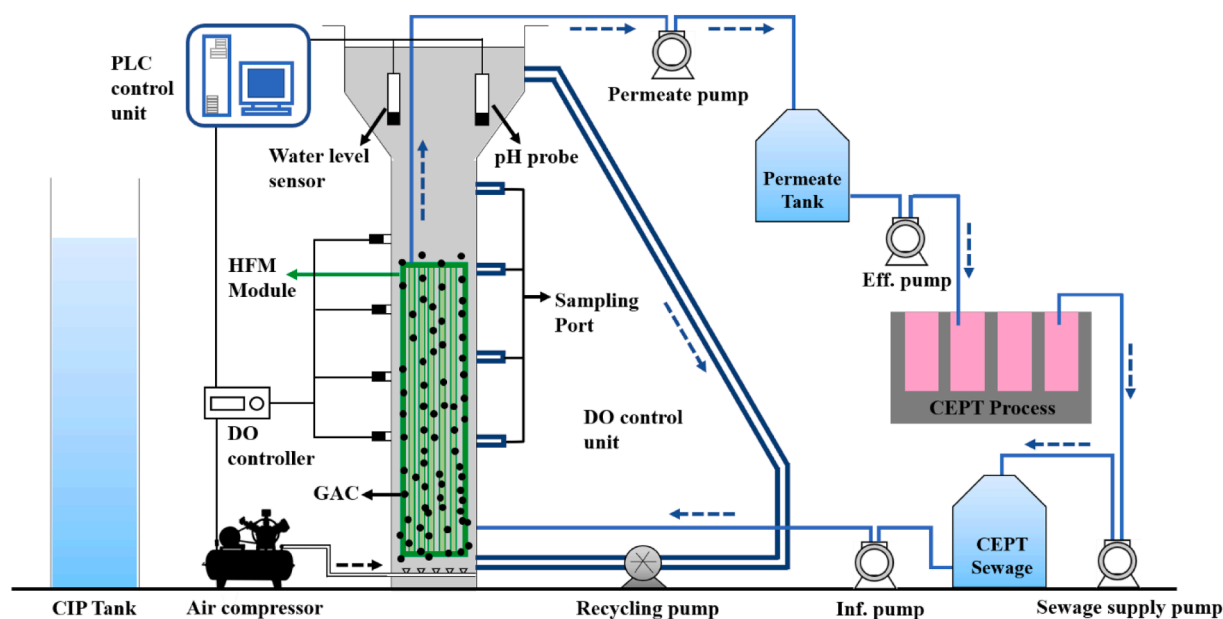 PLC
control
unit
Water level
sensor
pH probe
Permeate pump
Permeate
Tank
Eff. pump
HFM
Module
Sampling
Port
CEPT Process
DO
controller
DO control
unit
GAC
CEPT
Sewage
CIP Tank
Air compressor
Recycling pump
Inf. pump
Sewage supply pump